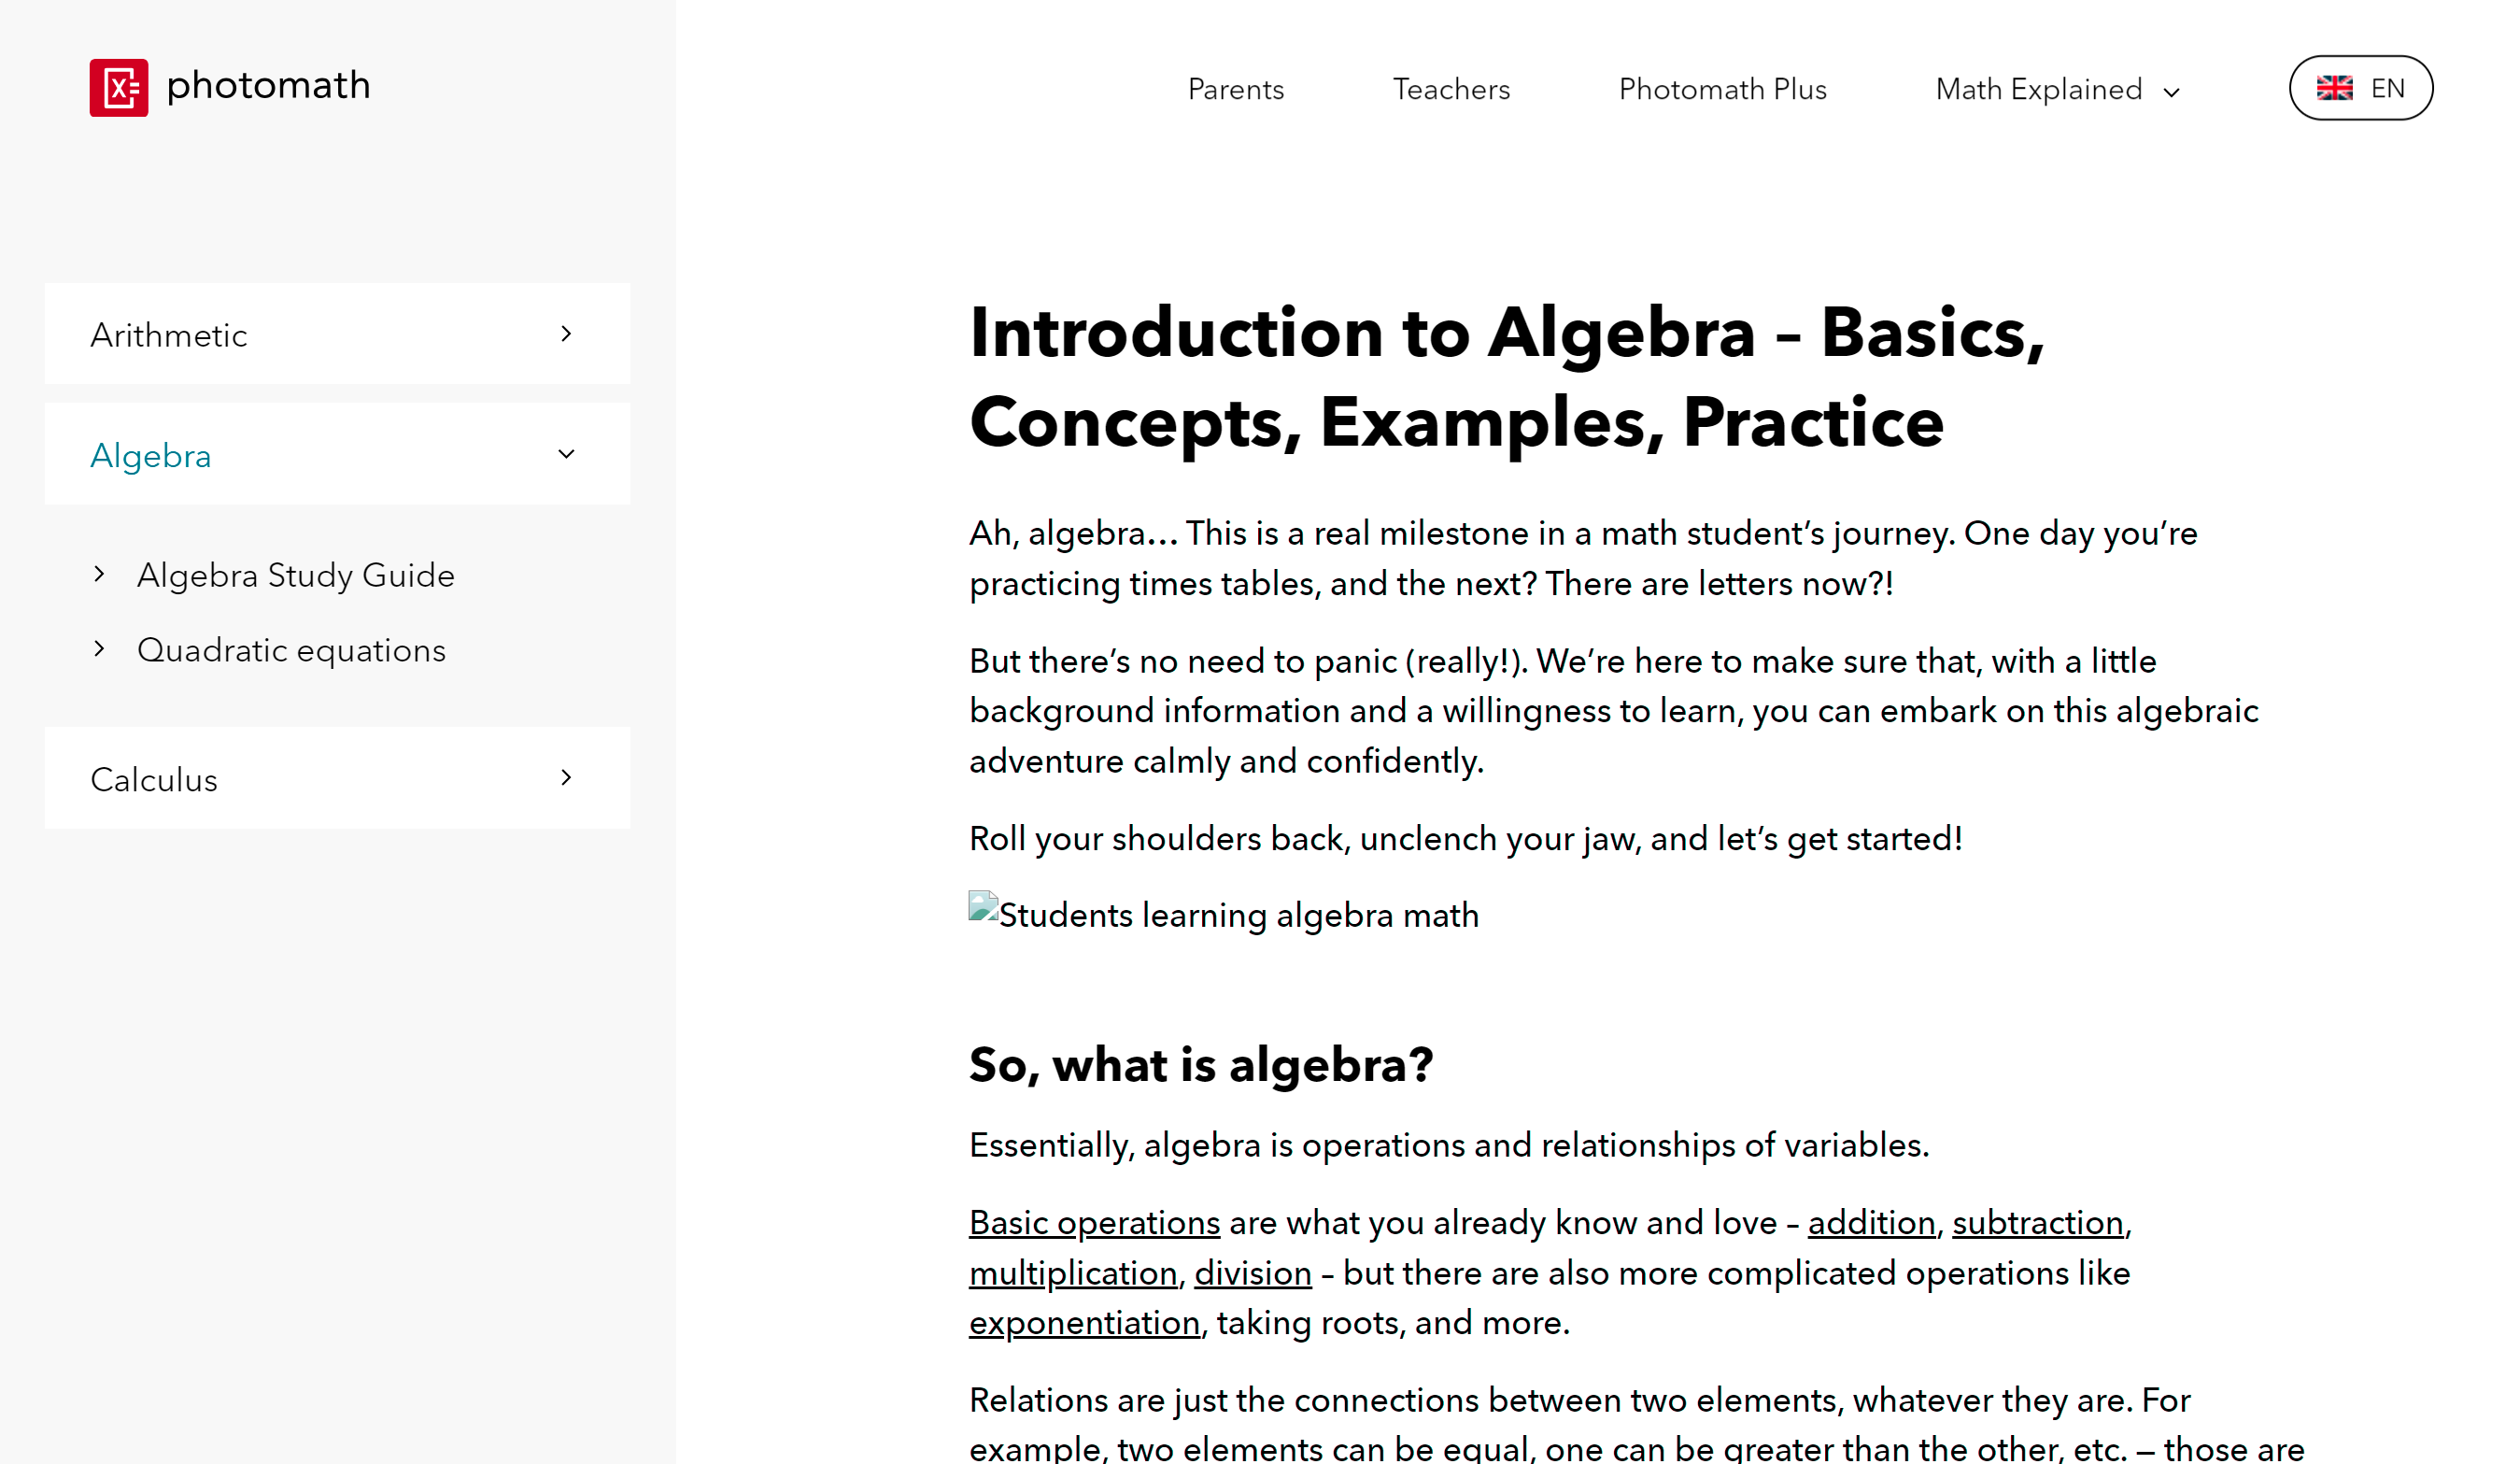 photomath
Parents
Teachers
Photomath Plus
Math Explained
EN
Arithmetic
Algebra
Algebra Study Guide
Quadratic equations
Calculus
Introduction to Algebra – Basics,
Concepts, Examples, Practice
Ah, algebra… This is a real milestone in a math student’s journey. One day you’re
practicing times tables, and the next? There are letters now?!
But there’s no need to panic (really!). We’re here to make sure that, with a little
background information and a willingness to learn, you can embark on this algebraic
adventure calmly and confidently.
Roll your shoulders back, unclench your jaw, and let’s get started!
Students learning algebra math
So, what is algebra?
Essentially, algebra is operations and relationships of variables.
Basic operations are what you already know and love – addition, subtraction,
multiplication, division – but there are also more complicated operations like
exponentiation, taking roots, and more.
Relations are just the connections between two elements, whatever they are. For
example, two elements can be equal, one can be greater than the other, etc. — those are